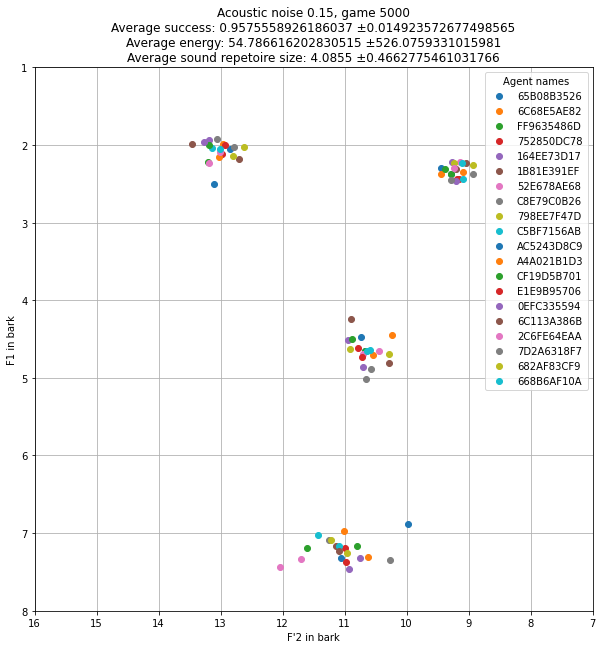 Acoustic noise 0.15, game 5000
Average success: 0.9575558926186037 ±0.014923572677498565
Average energy: 54.786616202830515 ±526.0759331015981
Average sound repetoire size: 4.0855 ±0.4662775461031766
Agent names
65B08B3526
6C68E5AE82
FF9635486D
752850DC78
164EE73D17
1B81E391EF
52E678AE68
C8E79C0B26
798EE7F47D
C5BF7156AB
AC5243D8C9
A4A021B1D3
CF19D5B701
E1E9B95706
0EFC335594
6C113A386B
2C6FE64EAA
7D2A6318F7
682AF83CF9
668B6AF10A
1
2
3
4
5
6
7
8
F1 in bark
16 15 14 13 12 11 10 9 8 7
F'2 in bark